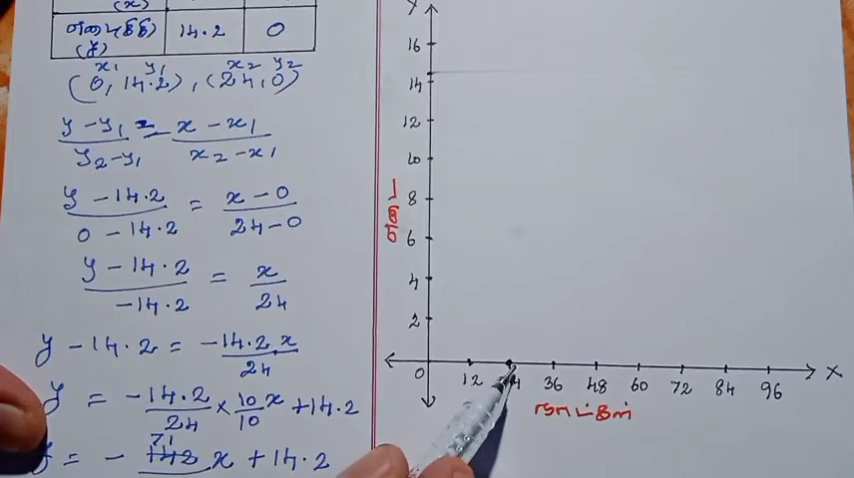 (x)
எடை (கிகி) 14.2 0
(y)
x₁ y₁ x₂ y₂
(0, 14.2), (24, 0)
y - y₁ / y₂ - y₁ = x - x₁ / x₂ - x₁
y - 14.2 / 0 - 14.2 = x - 0 / 24 - 0
y - 14.2 / -14.2 = x / 24
y - 14.2 = -14.2 x / 24
y = -14.2 / 24 × 10 / 10 x + 14.2
71
y = - 142 x + 14.2
Y
16
14
12
10
8
6
4
2
எடை
0 12 24 36 48 60 72 84 96 X
நாட்கள்